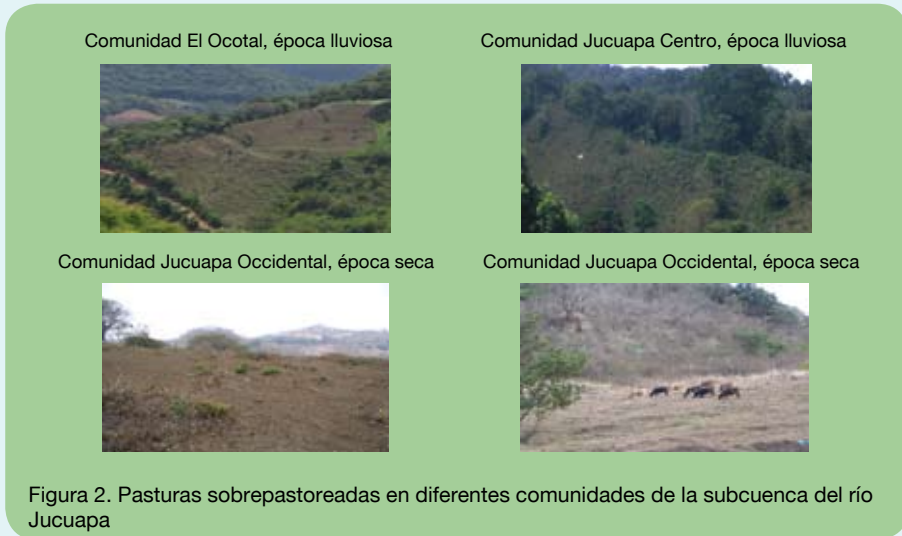 Comunidad El Ocotal, época lluviosa
Comunidad Jucuapa Centro, época lluviosa
Comunidad Jucuapa Occidental, época seca
Comunidad Jucuapa Occidental, época seca
Figura 2. Pasturas sobrepastoreadas en diferentes comunidades de la subcuenca del río
Jucuapa